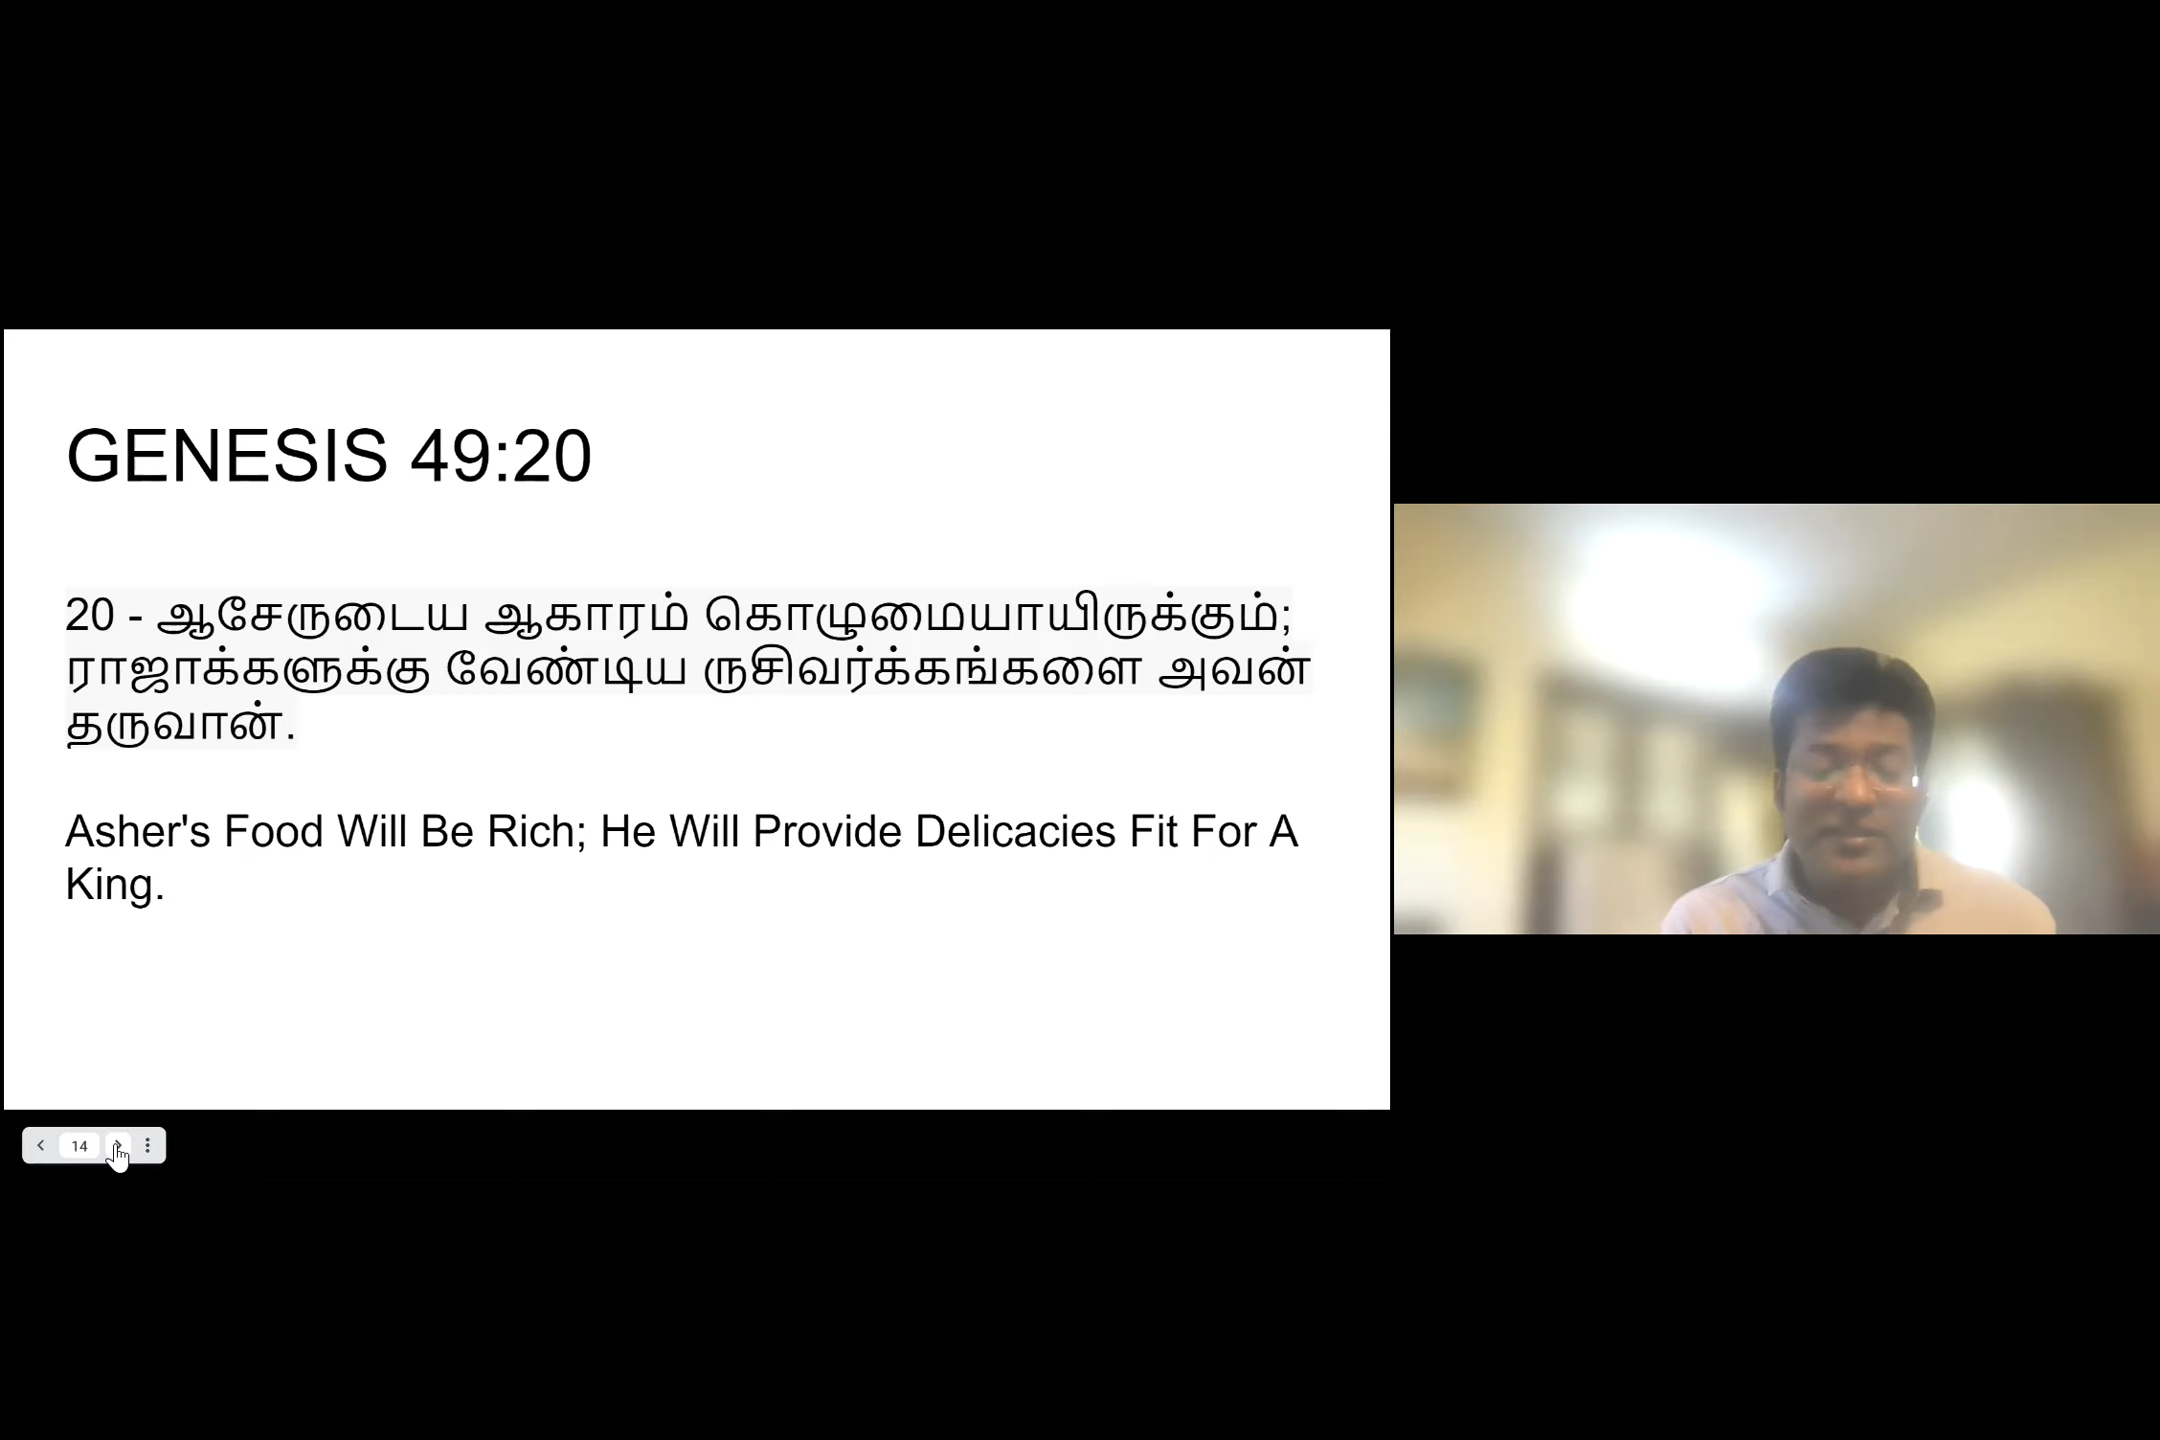 GENESIS 49:20
20 - ஆசேருடைய ஆகாரம் கொழுமையாயிருக்கும்;
ராஜாக்களுக்கு வேண்டிய ருசிவர்க்கங்களை அவன்
தருவான்.
Asher's Food Will Be Rich; He Will Provide Delicacies Fit For A
King.
14